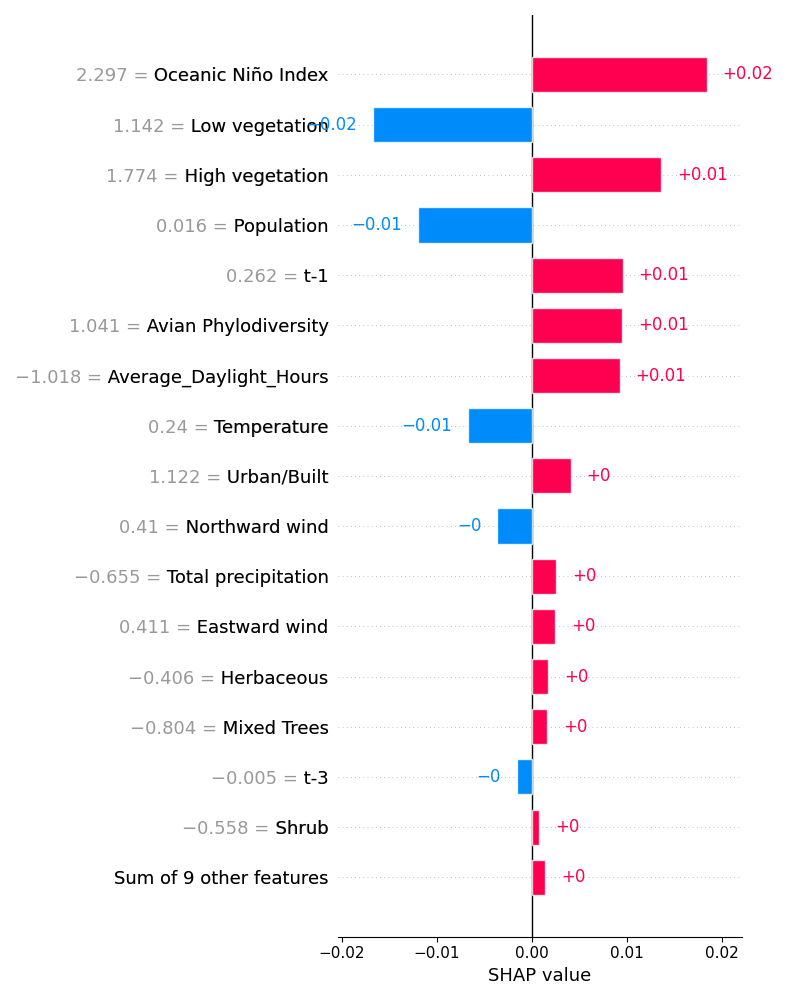 2.297 = Oceanic Niño Index +0.02
1.142 = Low vegetation −0.02
1.774 = High vegetation +0.01
0.016 = Population −0.01
0.262 = t-1 +0.01
1.041 = Avian Phylodiversity +0.01
−1.018 = Average_Daylight_Hours +0.01
0.24 = Temperature −0.01
1.122 = Urban/Built +0
0.41 = Northward wind −0
−0.655 = Total precipitation +0
0.411 = Eastward wind +0
−0.406 = Herbaceous +0
−0.804 = Mixed Trees +0
−0.005 = t-3 −0
−0.558 = Shrub +0
Sum of 9 other features +0
−0.02 −0.01 0.00 0.01 0.02
SHAP value